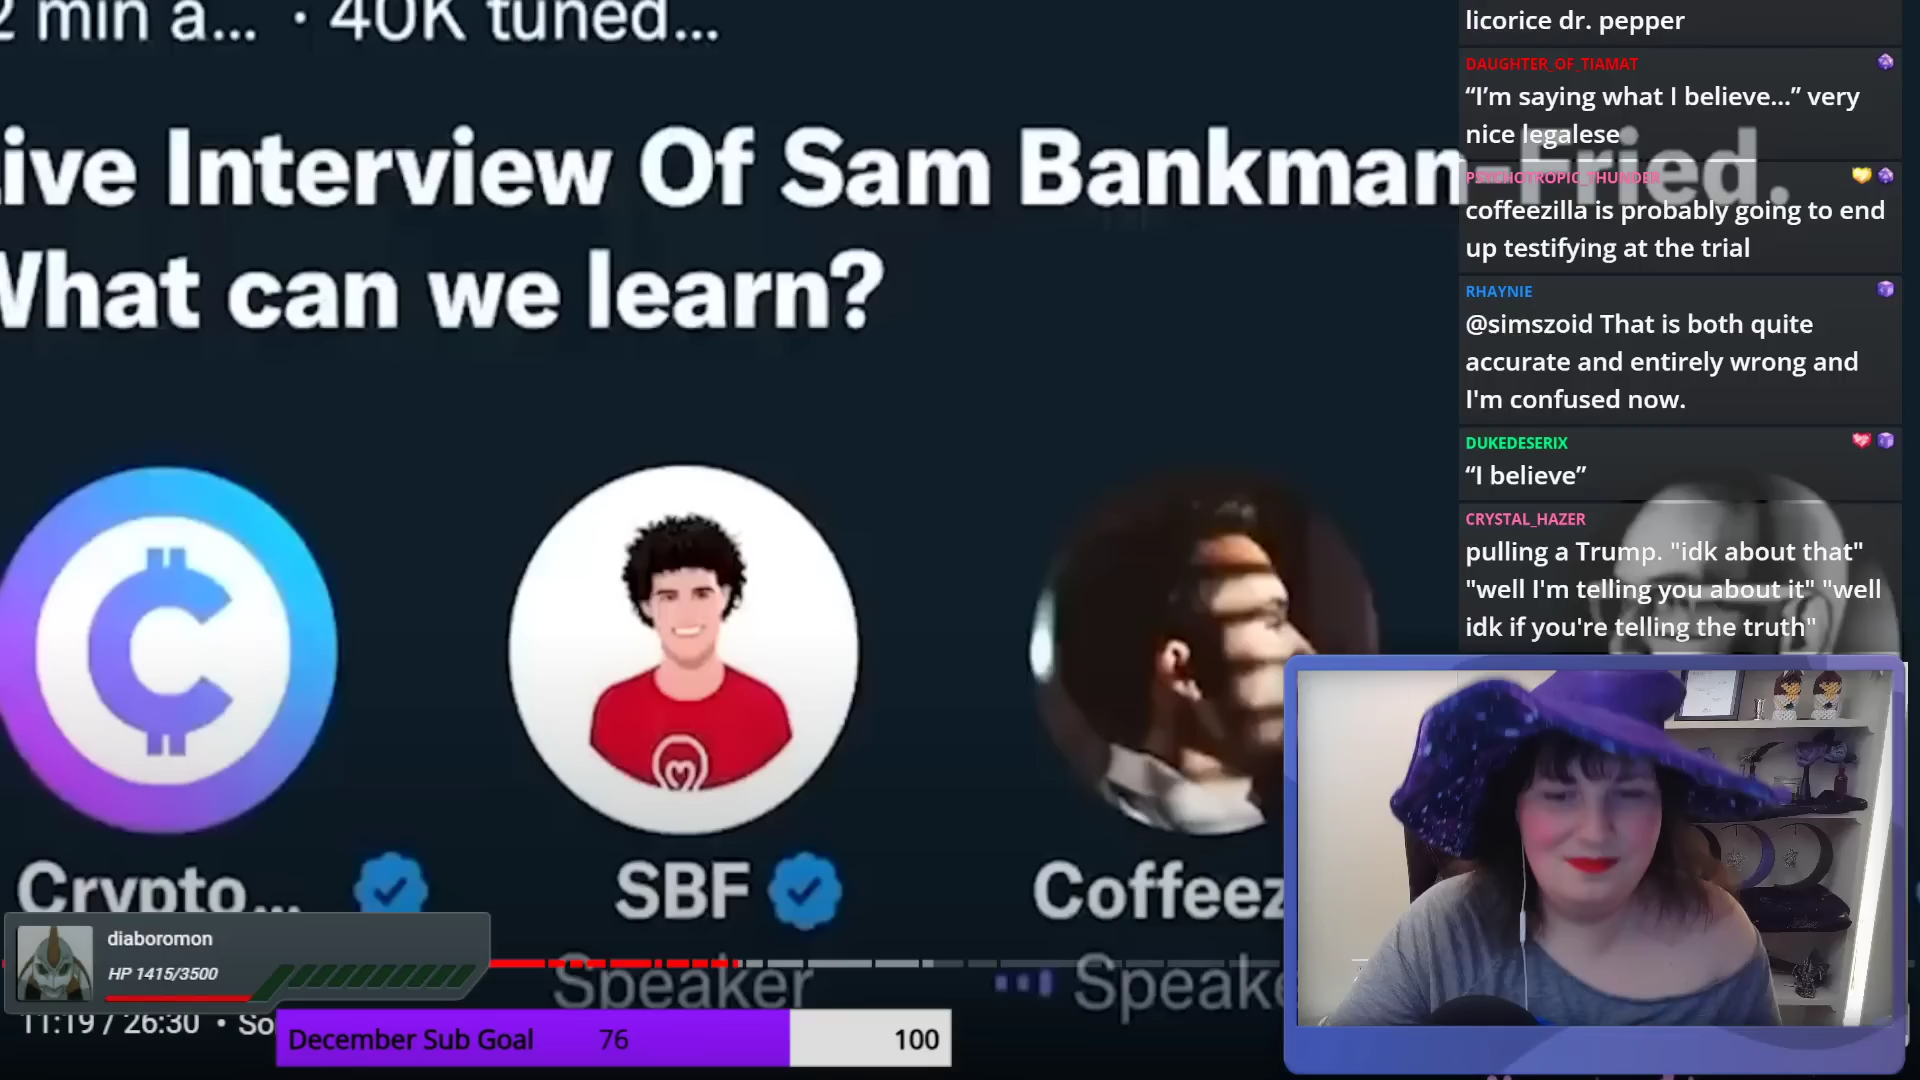 2 min a... · 40K tuned...
ive Interview Of Sam Bankman-Fried.
What can we learn?
Crypto...
SBF
Coffeez
Speaker
Speake
diaboromon
HP 1415/3500
11:19 / 26:30 • So
December Sub Goal 76 100
licorice dr. pepper
DAUGHTER_OF_TIAMAT
“I’m saying what I believe...” very
nice legalese
PSYCHOTROPIC_THUNDER
coffeezilla is probably going to end
up testifying at the trial
RHAYNIE
@simszoid That is both quite
accurate and entirely wrong and
I'm confused now.
DUKEDESERIX
“I believe”
CRYSTAL_HAZER
pulling a Trump. "idk about that"
"well I'm telling you about it" "well
idk if you're telling the truth"